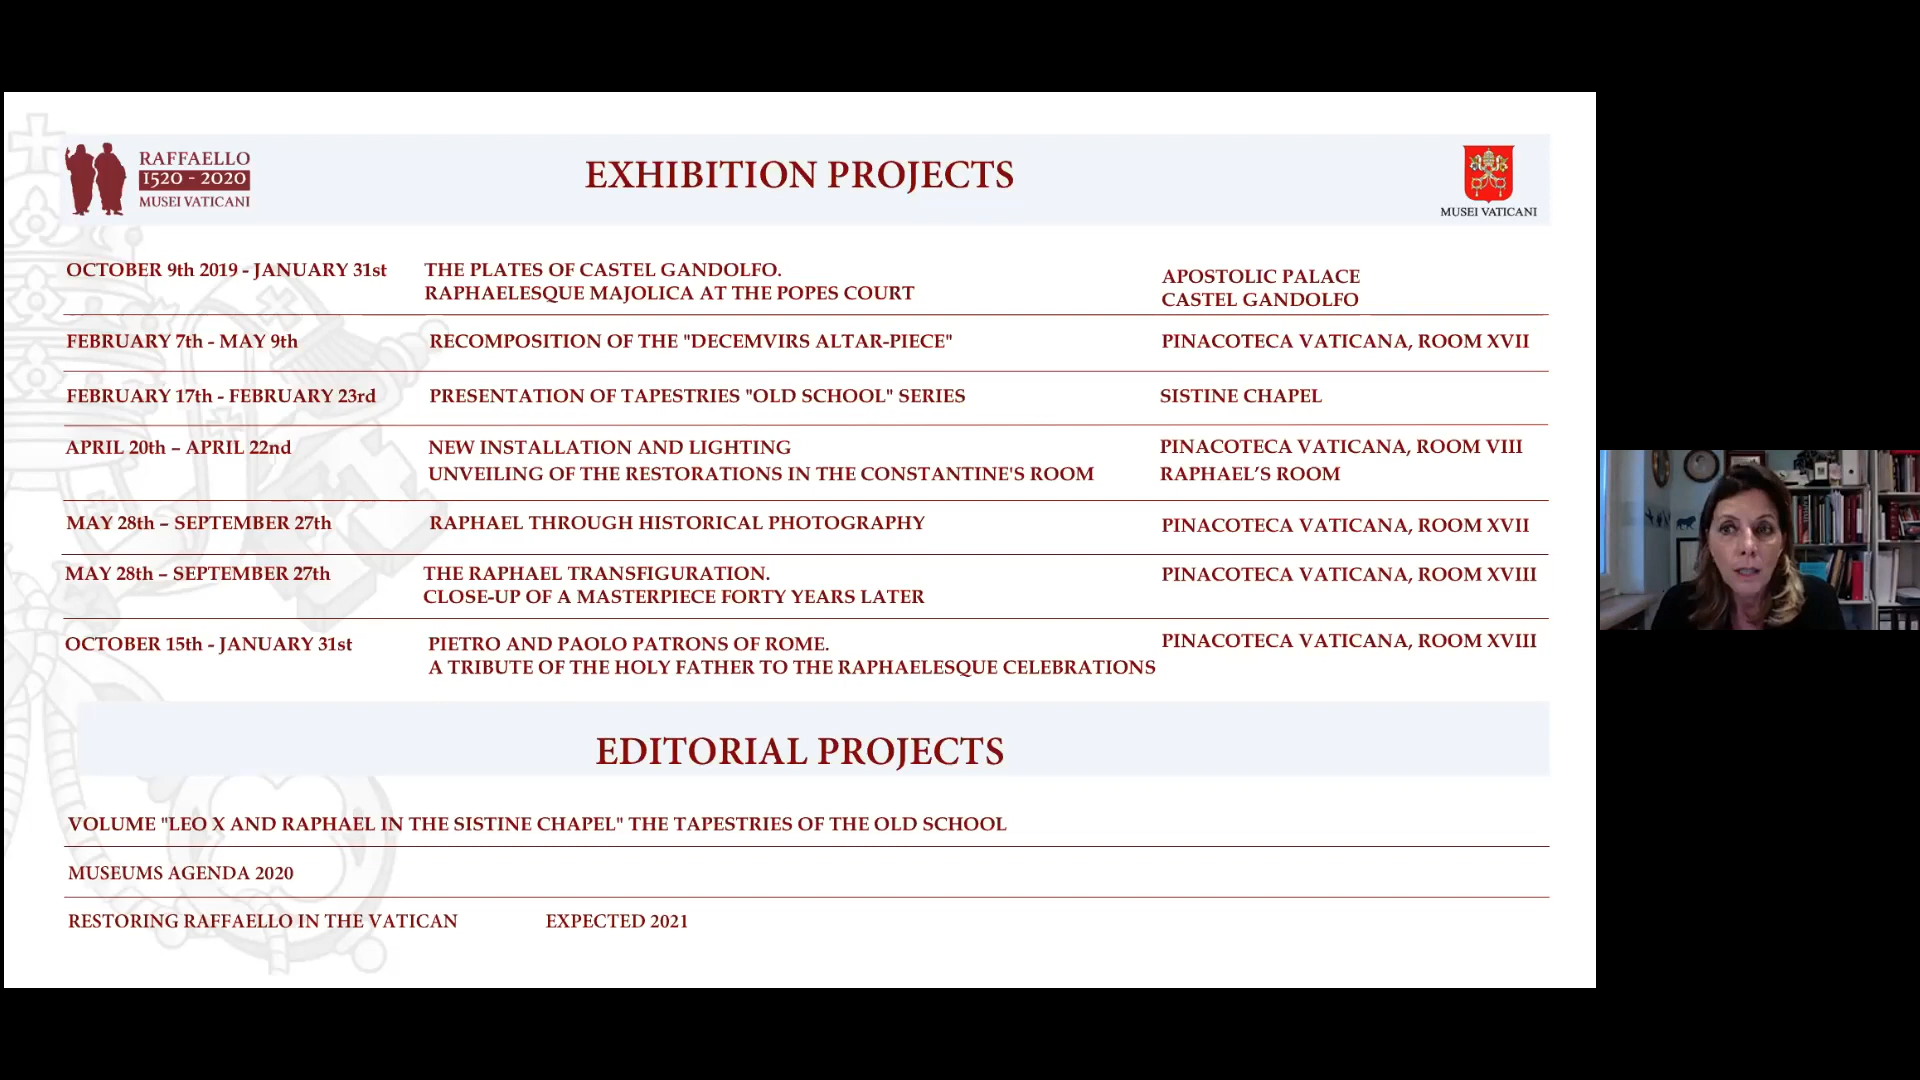 RAFFAELLO
1520 - 2020
MUSEI VATICANI
EXHIBITION PROJECTS
MUSEI VATICANI
OCTOBER 9th 2019 - JANUARY 31st
THE PLATES OF CASTEL GANDOLFO.
RAPHAELESQUE MAJOLICA AT THE POPES COURT
APOSTOLIC PALACE
CASTEL GANDOLFO
FEBRUARY 7th - MAY 9th
RECOMPOSITION OF THE "DECEMVIRS ALTAR-PIECE"
PINACOTECA VATICANA, ROOM XVII
FEBRUARY 17th - FEBRUARY 23rd
PRESENTATION OF TAPESTRIES "OLD SCHOOL" SERIES
SISTINE CHAPEL
APRIL 20th – APRIL 22nd
NEW INSTALLATION AND LIGHTING
UNVEILING OF THE RESTORATIONS IN THE CONSTANTINE'S ROOM
PINACOTECA VATICANA, ROOM VIII
RAPHAEL’S ROOM
MAY 28th – SEPTEMBER 27th
RAPHAEL THROUGH HISTORICAL PHOTOGRAPHY
PINACOTECA VATICANA, ROOM XVII
MAY 28th – SEPTEMBER 27th
THE RAPHAEL TRANSFIGURATION.
CLOSE-UP OF A MASTERPIECE FORTY YEARS LATER
PINACOTECA VATICANA, ROOM XVIII
OCTOBER 15th - JANUARY 31st
PIETRO AND PAOLO PATRONS OF ROME.
A TRIBUTE OF THE HOLY FATHER TO THE RAPHAELESQUE CELEBRATIONS
PINACOTECA VATICANA, ROOM XVIII
EDITORIAL PROJECTS
VOLUME "LEO X AND RAPHAEL IN THE SISTINE CHAPEL" THE TAPESTRIES OF THE OLD SCHOOL
MUSEUMS AGENDA 2020
RESTORING RAFFAELLO IN THE VATICAN EXPECTED 2021